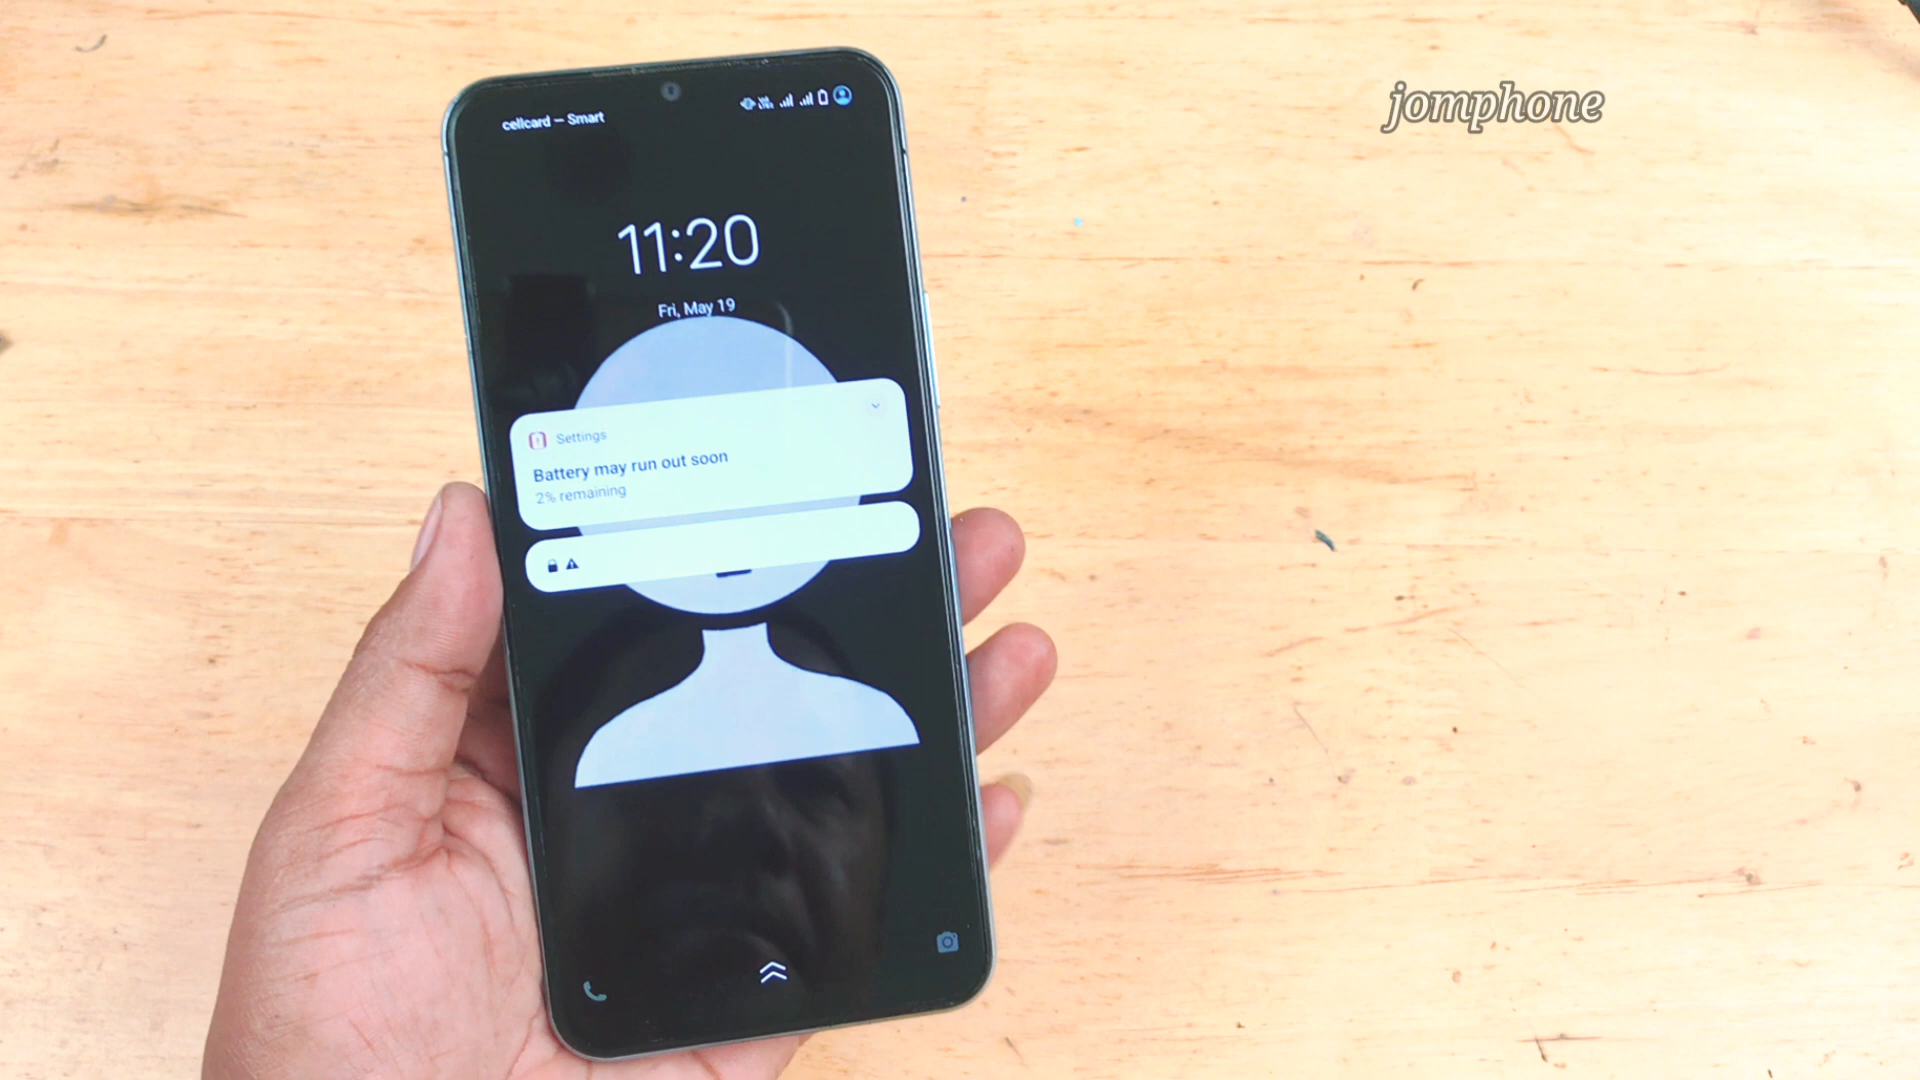 jomphone
cellcard — Smart
11:20
Fri, May 19
Settings
Battery may run out soon
2% remaining